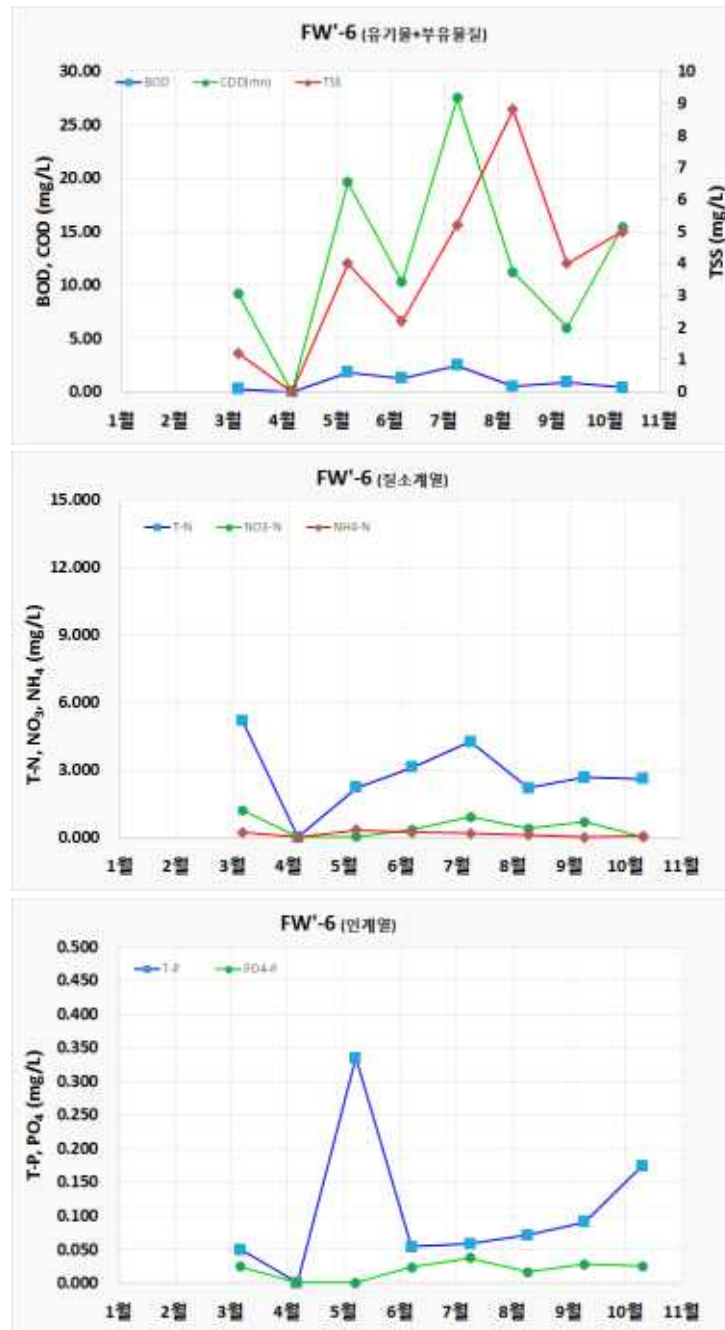 FW'-6 (유기물+부유물질)
BOD COD(mn) TSS
BOD, COD (mg/L)
30.00
25.00
20.00
15.00
10.00
5.00
0.00
TSS (mg/L)
10
9
8
7
6
5
4
3
2
1
0
1월 2월 3월 4월 5월 6월 7월 8월 9월 10월 11월
FW'-6 (질소계열)
T-N NO3-N NH4-N
T-N, NO₃, NH₄ (mg/L)
15.000
12.000
9.000
6.000
3.000
0.000
1월 2월 3월 4월 5월 6월 7월 8월 9월 10월 11월
FW'-6 (인계열)
T-P PO4-P
T-P, PO₄ (mg/L)
0.500
0.450
0.400
0.350
0.300
0.250
0.200
0.150
0.100
0.050
0.000
1월 2월 3월 4월 5월 6월 7월 8월 9월 10월 11월